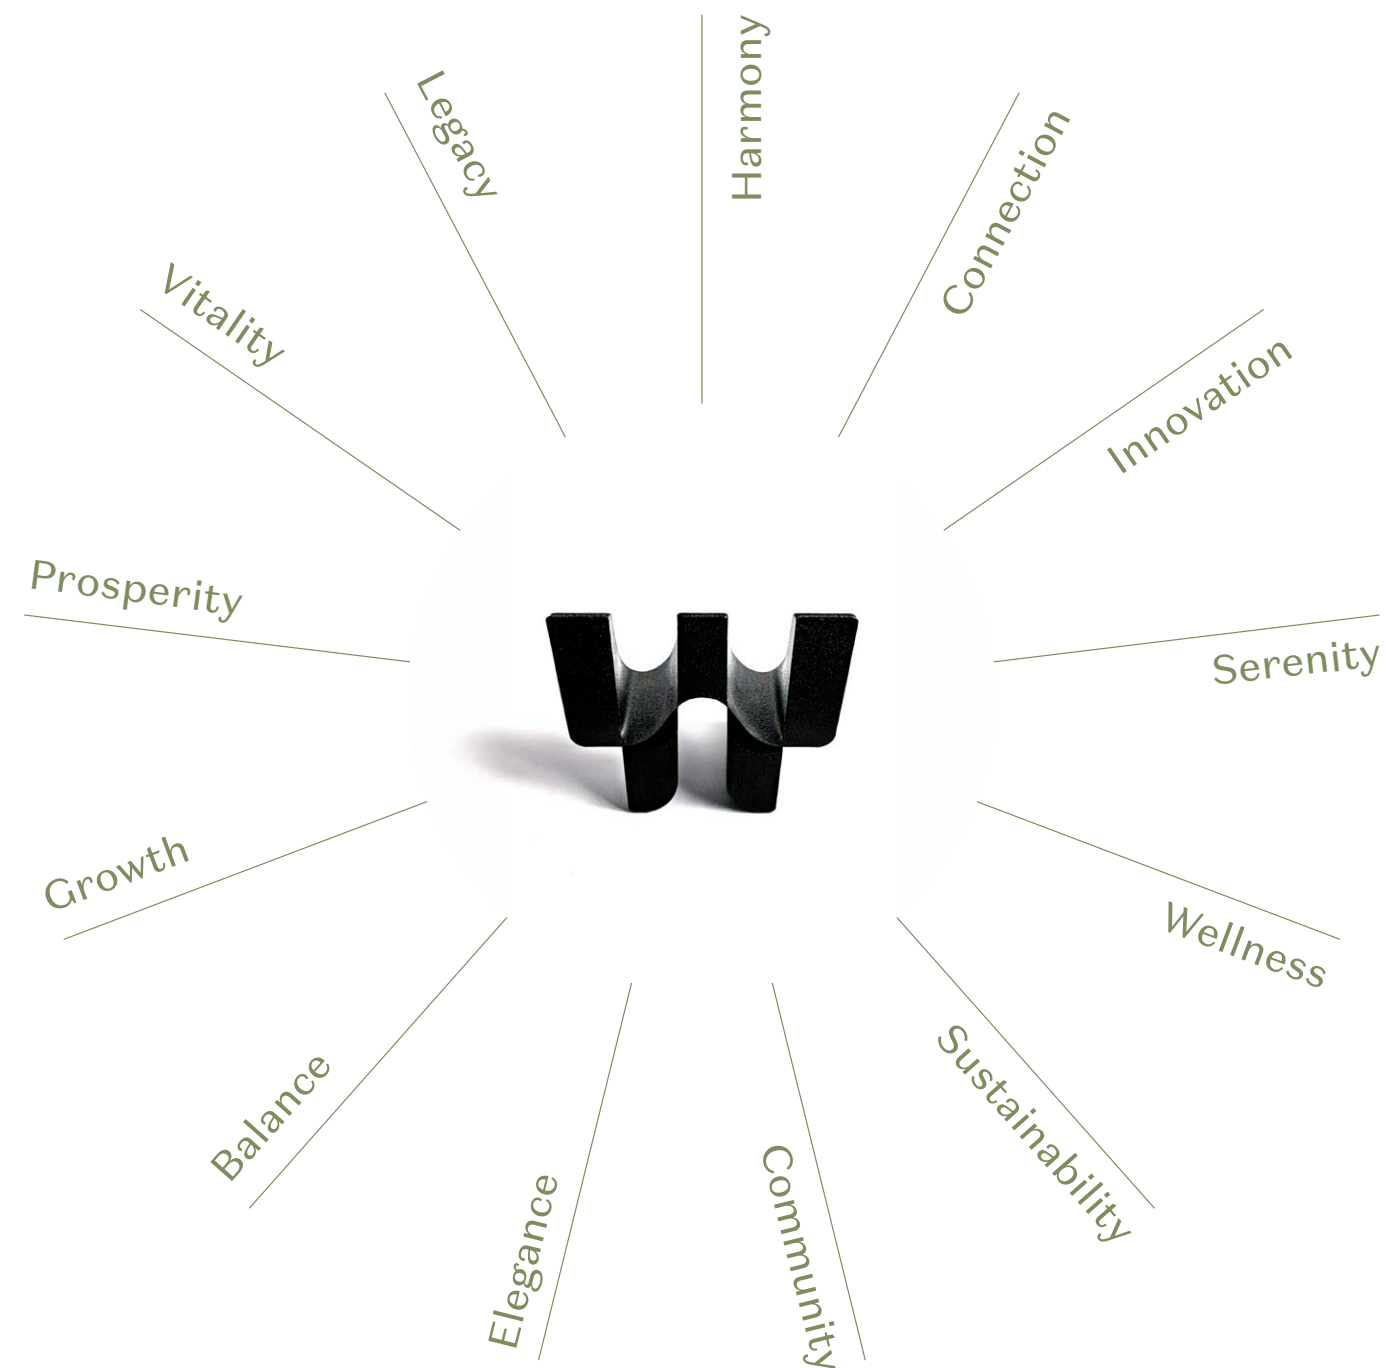 Harmony
Connection
Innovation
Serenity
Wellness
Sustainability
Community
Elegance
Balance
Growth
Prosperity
Vitality
Legacy